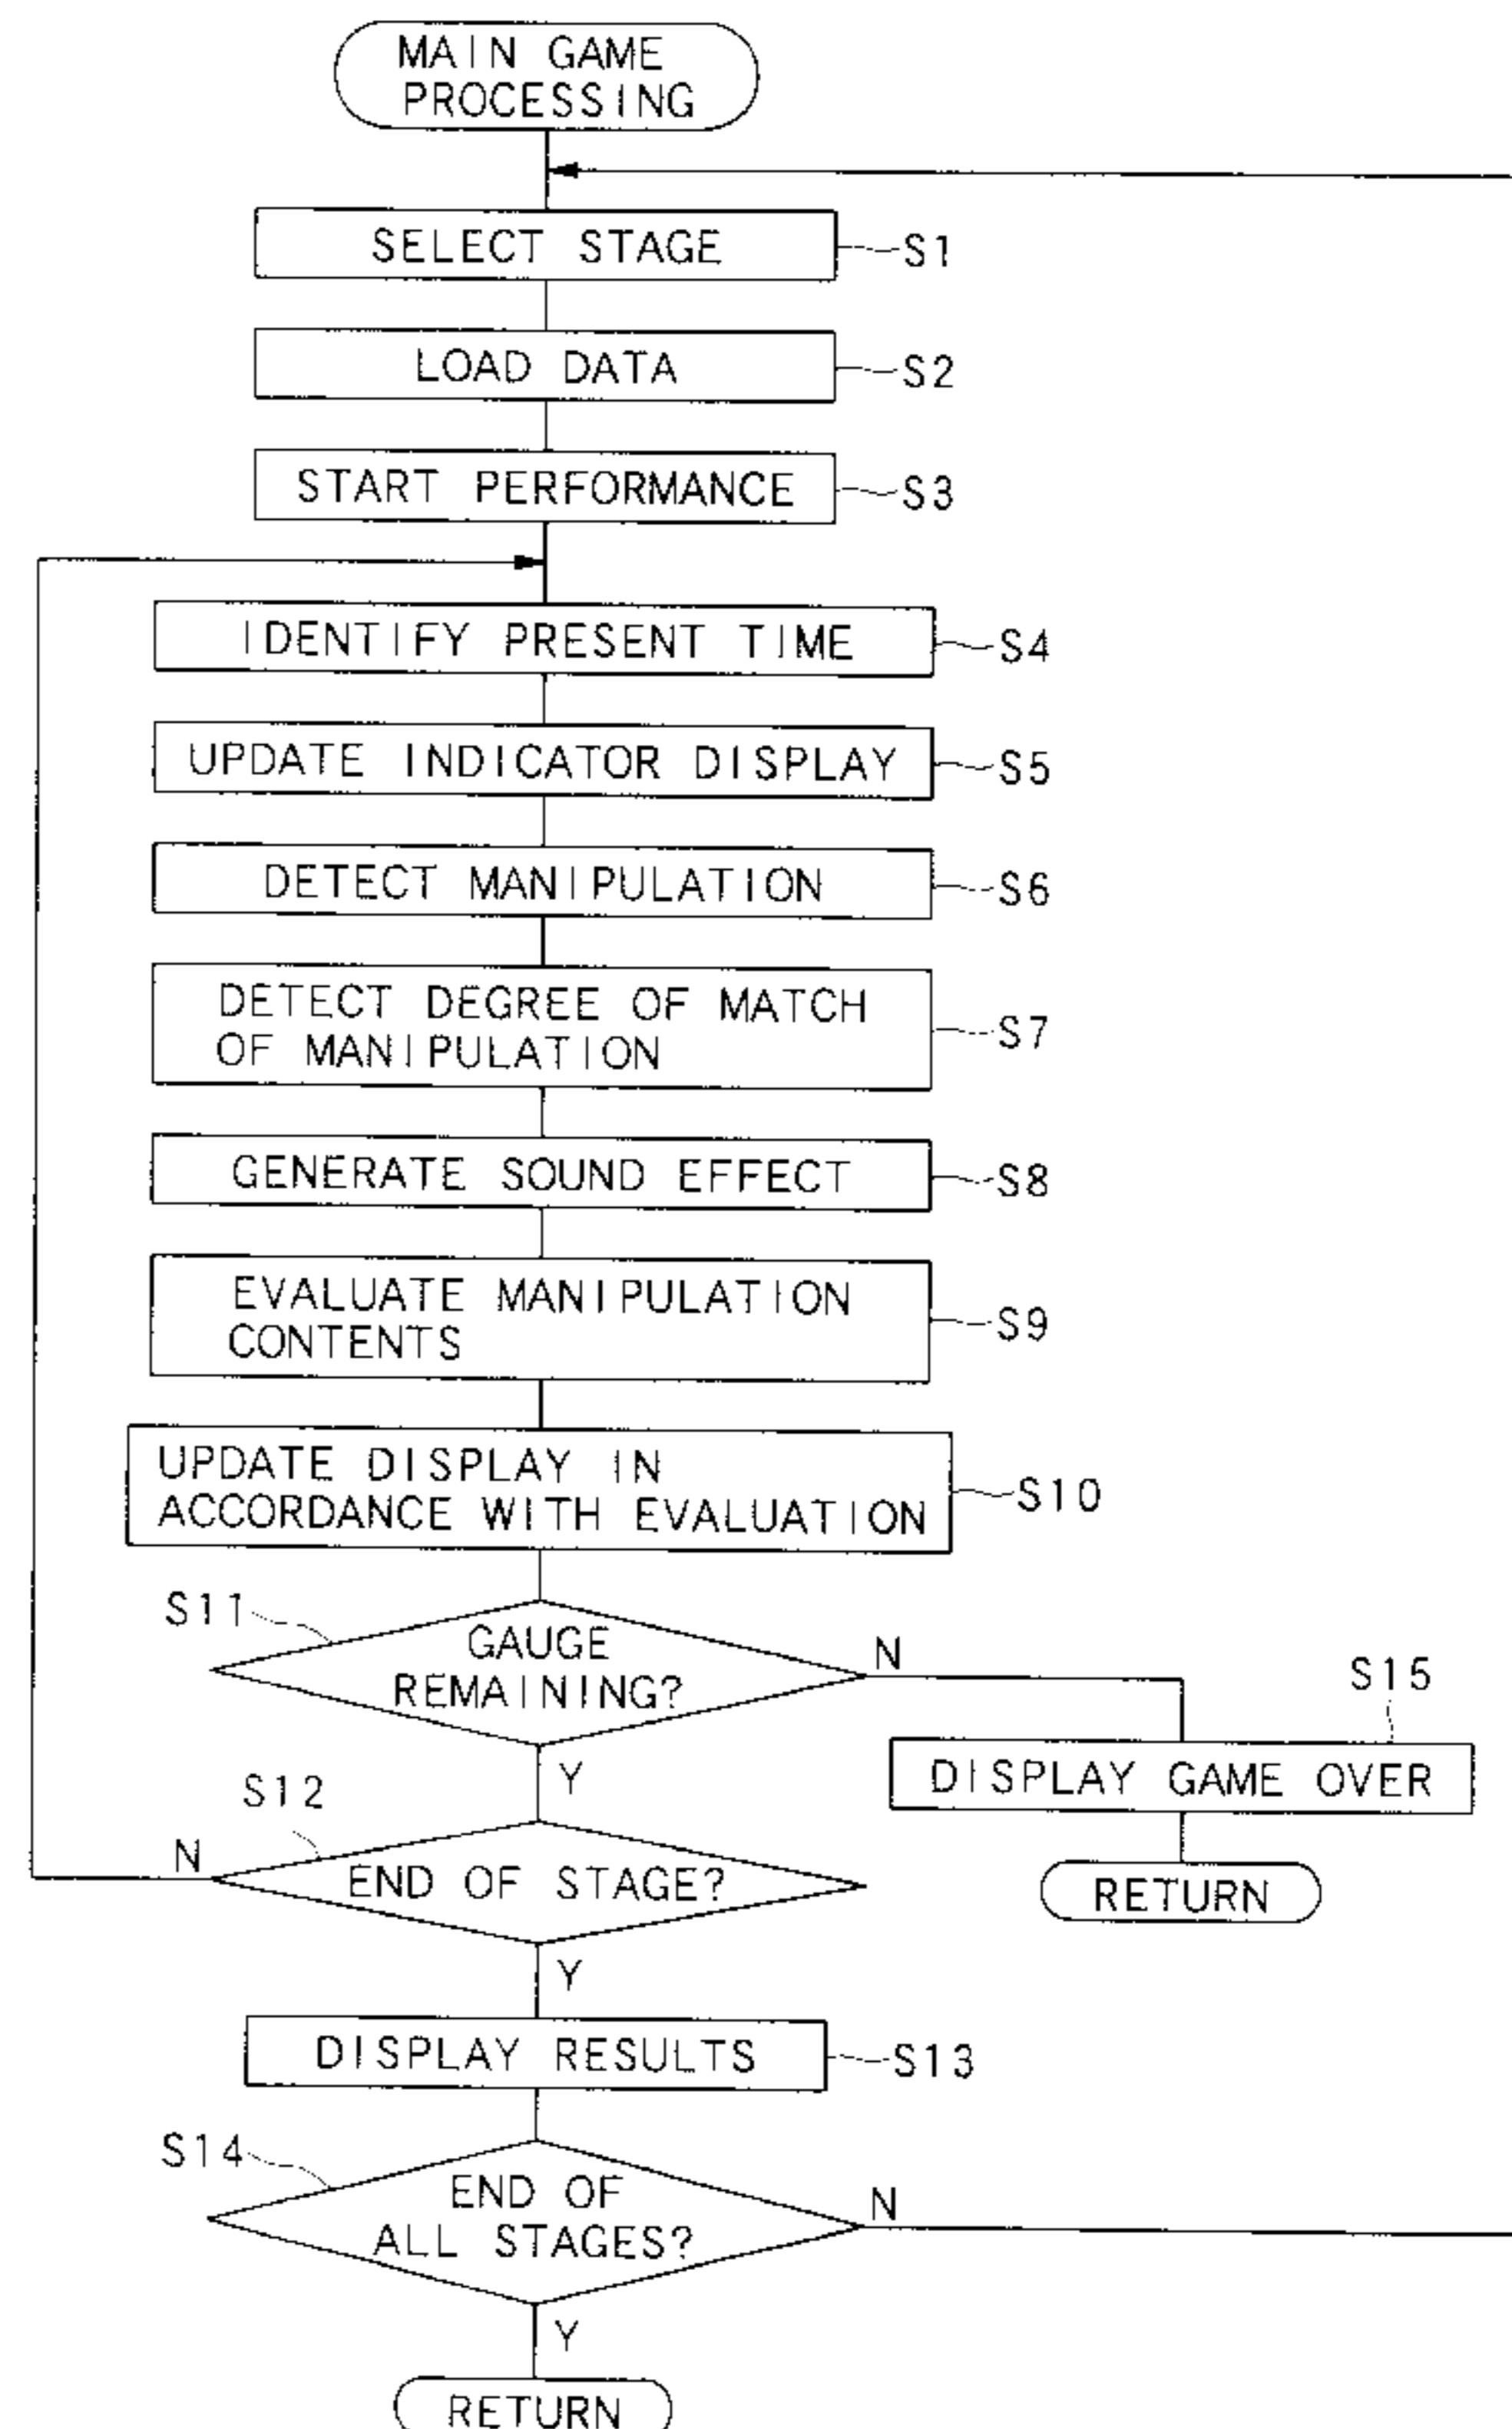 MAIN GAME
PROCESSING
SELECT STAGE
S1
LOAD DATA
S2
START PERFORMANCE
S3
IDENTIFY PRESENT TIME
S4
UPDATE INDICATOR DISPLAY
S5
DETECT MANIPULATION
S6
DETECT DEGREE OF MATCH
OF MANIPULATION
S7
GENERATE SOUND EFFECT
S8
EVALUATE MANIPULATION
CONTENTS
S9
UPDATE DISPLAY IN
ACCORDANCE WITH EVALUATION
S10
S11
GAUGE
REMAINING?
N
Y
S15
DISPLAY GAME OVER
RETURN
S12
N
END OF STAGE?
Y
DISPLAY RESULTS
S13
S14
END OF
ALL STAGES?
N
Y
RETURN